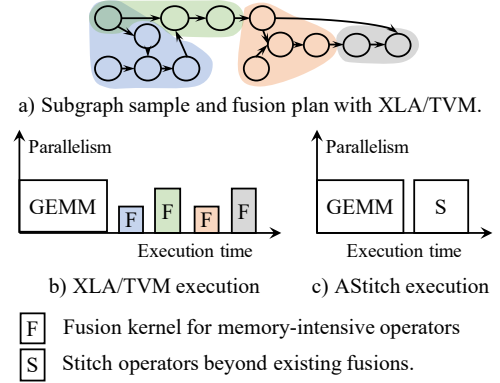 a) Subgraph sample and fusion plan with XLA/TVM.
Parallelism
GEMM
F
F
F
F
Execution time
b) XLA/TVM execution
Parallelism
GEMM
S
Execution time
c) AStitch execution
F Fusion kernel for memory-intensive operators
S Stitch operators beyond existing fusions.